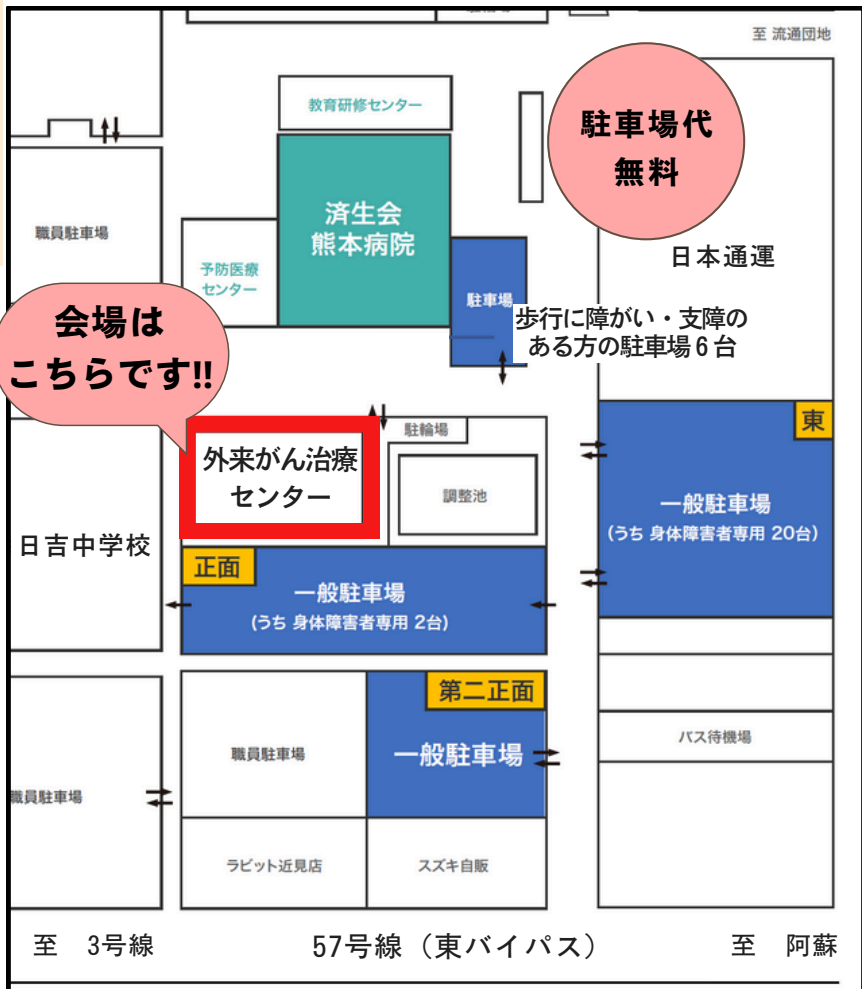 至 流通団地
教育研修センター
駐車場代
無料
済生会
熊本病院
職員駐車場
予防医療
センター
日本通運
駐車場
歩行に障がい・支障の
ある方の駐車場6台
会場は
こちらです!!
東
駐輪場
外来がん治療
センター
調整池
一般駐車場
(うち 身体障害者専用 20台)
日吉中学校
正面
一般駐車場
(うち 身体障害者専用 2台)
第二正面
職員駐車場
一般駐車場
バス待機場
職員駐車場
ラビット近見店
スズキ自販
至 3号線
57号線(東バイパス)
至 阿蘇